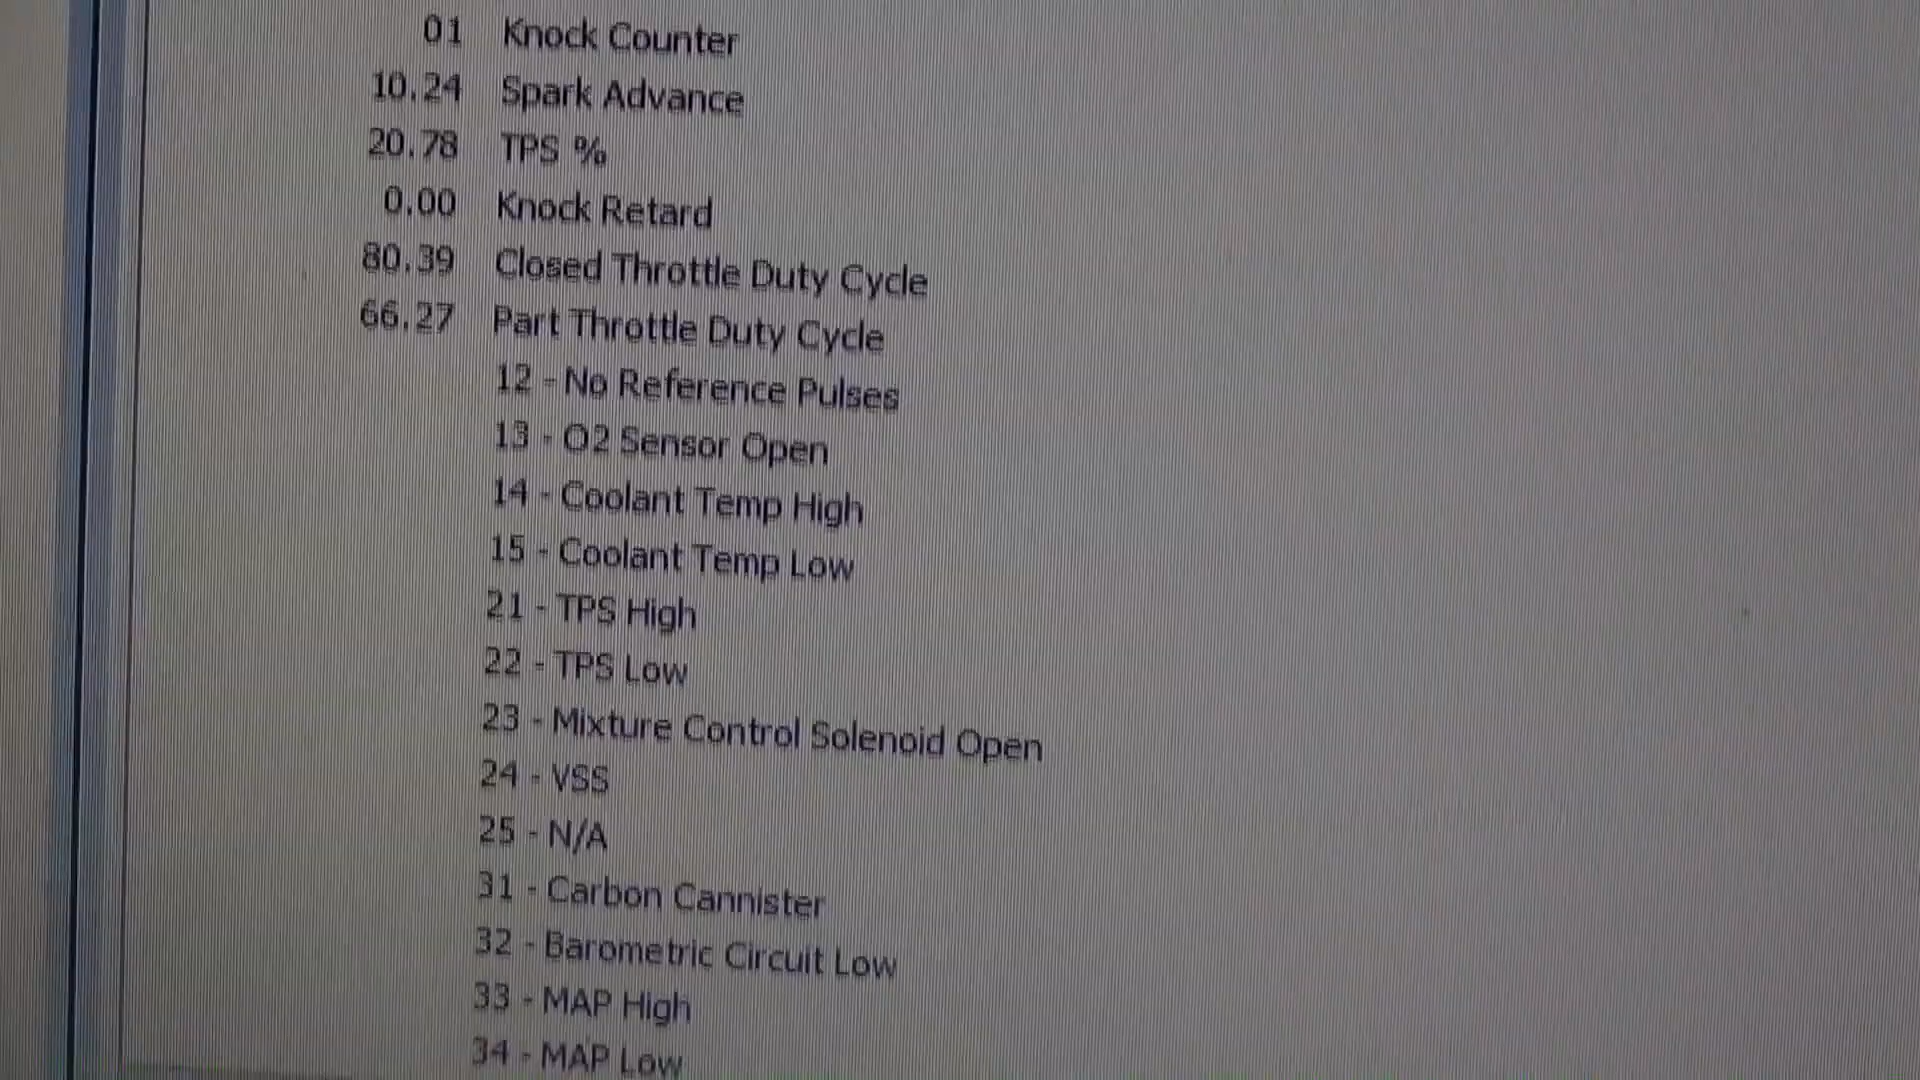 01 Knock Counter
10.24 Spark Advance
20.78 TPS %
0.00 Knock Retard
80.39 Closed Throttle Duty Cycle
66.27 Part Throttle Duty Cycle
12 - No Reference Pulses
13 - O2 Sensor Open
14 - Coolant Temp High
15 - Coolant Temp Low
21 - TPS High
22 - TPS Low
23 - Mixture Control Solenoid Open
24 - VSS
25 - N/A
31 - Carbon Cannister
32 - Barometric Circuit Low
33 - MAP High
34 - MAP Low